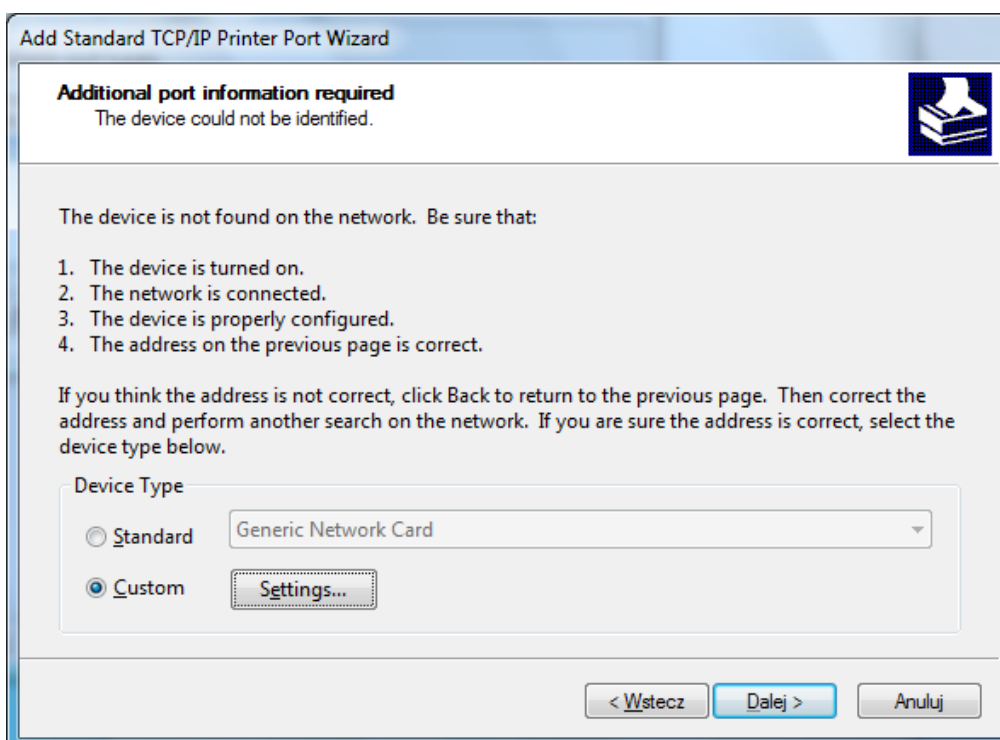 Add Standard TCP/IP Printer Port Wizard
Additional port information required
The device could not be identified.
The device is not found on the network.  Be sure that:
1.  The device is turned on.
2.  The network is connected.
3.  The device is properly configured.
4.  The address on the previous page is correct.
If you think the address is not correct, click Back to return to the previous page.  Then correct the
address and perform another search on the network.  If you are sure the address is correct, select the
device type below.
Device Type
Standard
Generic Network Card
Custom
Settings...
< Wstecz
Dalej >
Anuluj